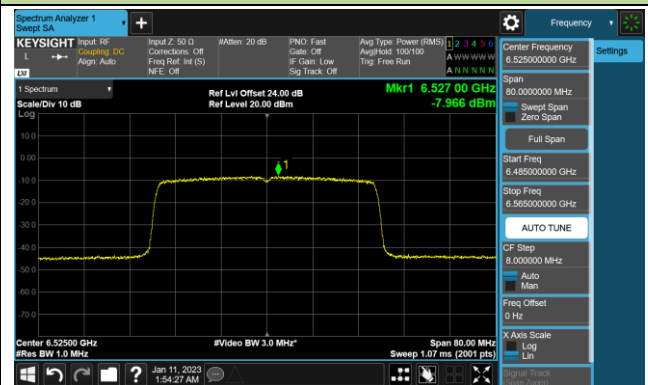 Spectrum Analyzer 1
Swept SA
Frequency
KEYSIGHT
L
LXI
Input: RF
Coupling: DC
Align: Auto
Input Z: 50 Ω
Corrections: Off
Freq Ref: Int (S)
NFE: Off
#Atten: 20 dB
PNO: Fast
Gate: Off
IF Gain: Low
Sig Track: Off
Avg Type: Power (RMS)
Avg|Hold: 100/100
Trig: Free Run
1 2 3 4 5 6
A W W W W W
A N N N N N
1 Spectrum
Scale/Div 10 dB
Log
Ref Lvl Offset 24.00 dB
Ref Level 20.00 dBm
Mkr1 6.527 00 GHz
-7.966 dBm
10.0
0.00
-10.0
-20.0
-30.0
-40.0
-50.0
-60.0
-70.0
1
Center 6.52500 GHz
#Res BW 1.0 MHz
#Video BW 3.0 MHz*
Span 80.00 MHz
Sweep 1.07 ms (2001 pts)
Center Frequency
6.525000000 GHz
Settings
Span
80.0000000 MHz
Swept Span
Zero Span
Full Span
Start Freq
6.485000000 GHz
Stop Freq
6.565000000 GHz
AUTO TUNE
CF Step
8.000000 MHz
Auto
Man
Freq Offset
0 Hz
X Axis Scale
Log
Lin
Signal Track
(Span Zoom)
?
Jan 11, 2023
1:54:27 AM